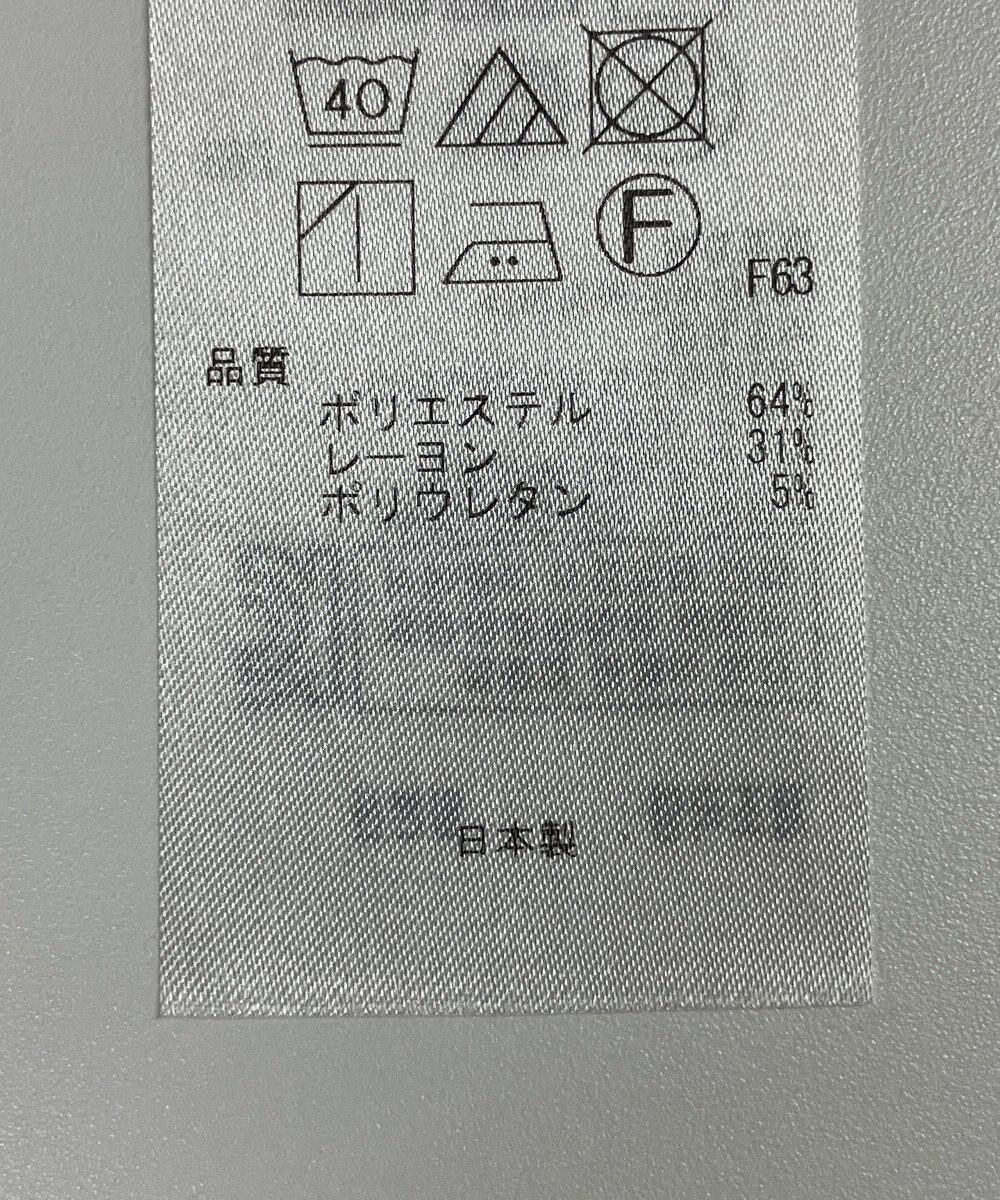 40
F
F63
品質
ポリエステル 64%
レーヨン 31%
ポリウレタン 5%
日本製